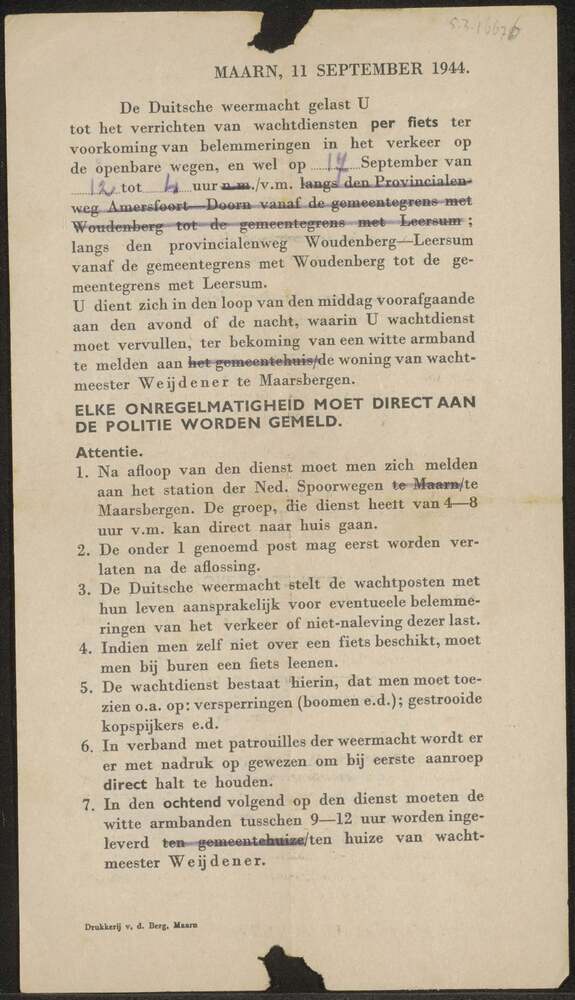 5.3.1667b
MAARN, 11 SEPTEMBER 1944.
De Duitsche weermacht gelast U
tot het verrichten van wachtdiensten per fiets ter
voorkoming van belemmeringen in het verkeer op
de openbare wegen, en wel op 14 September van
12 tot 4 uur n.m./v.m. langs den Provincialen-
weg Amersfoort—Doorn vanaf de gemeentegrens met
Woudenberg tot de gemeentegrens met Leersum ;
langs den provincialenweg Woudenberg—Leersum
vanaf de gemeentegrens met Woudenberg tot de ge-
meentegrens met Leersum.
U dient zich in den loop van den middag voorafgaande
aan den avond of de nacht, waarin U wachtdienst
moet vervullen, ter bekoming van een witte armband
te melden aan het gemeentehuis/de woning van wacht-
meester Weijdener te Maarsbergen.
ELKE ONREGELMATIGHEID MOET DIRECT AAN
DE POLITIE WORDEN GEMELD.
Attentie.
1. Na afloop van den dienst moet men zich melden
aan het station der Ned. Spoorwegen te Maarn/te
Maarsbergen. De groep, die dienst heeft van 4—8
uur v.m. kan direct naar huis gaan.
2. De onder 1 genoemd post mag eerst worden ver-
laten na de aflossing.
3. De Duitsche weermacht stelt de wachtposten met
hun leven aansprakelijk voor eventueele belemme-
ringen van het verkeer of niet-naleving dezer last.
4. Indien men zelf niet over een fiets beschikt, moet
men bij buren een fiets leenen.
5. De wachtdienst bestaat hierin, dat men moet toe-
zien o.a. op: versperringen (boomen e.d.); gestrooide
kopspijkers e.d.
6. In verband met patrouilles der weermacht wordt er
er met nadruk op gewezen om bij eerste aanroep
direct halt te houden.
7. In den ochtend volgend op den dienst moeten de
witte armbanden tusschen 9—12 uur worden inge-
leverd ten gemeentehuize/ten huize van wacht-
meester Weijdener.
Drukkerij v. d. Berg, Maarn